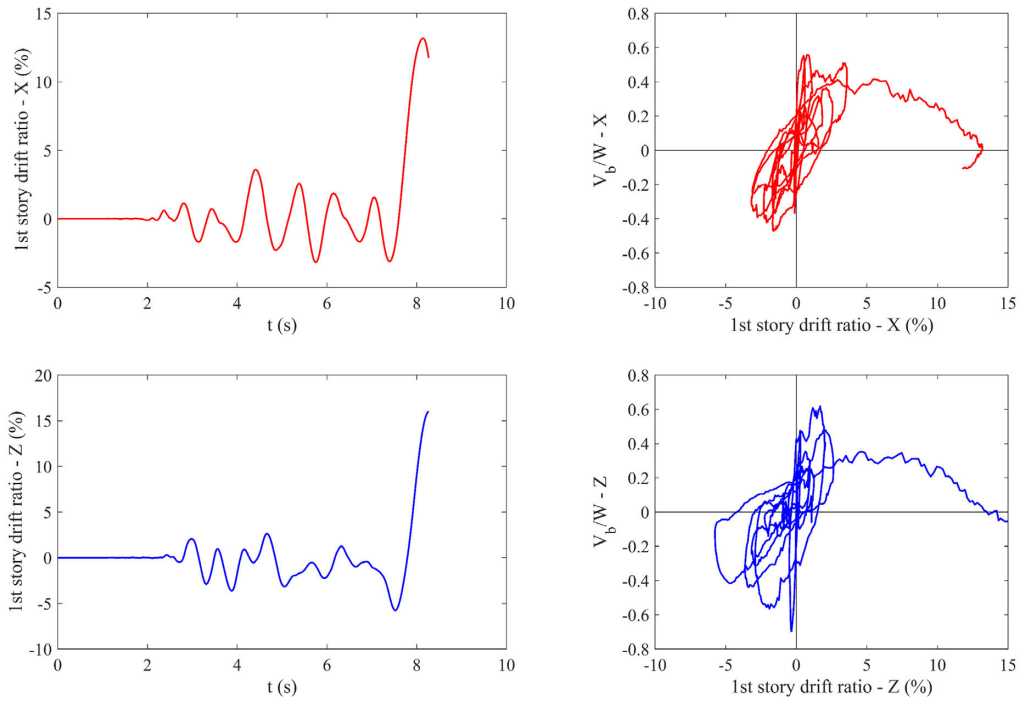 15
10
5
0
-5
1st story drift ratio - X (%)
0 2 4 6 8 10
t (s)
0.8
0.6
0.4
0.2
0
-0.2
-0.4
-0.6
0.8
V_b/W - X
-10 -5 0 5 10 15
1st story drift ratio - X (%)
20
15
10
5
0
-5
-10
1st story drift ratio - Z (%)
0 2 4 6 8 10
t (s)
0.8
0.6
0.4
0.2
0
-0.2
-0.4
-0.6
0.8
V_b/W - Z
-10 -5 0 5 10 15
1st story drift ratio - Z (%)